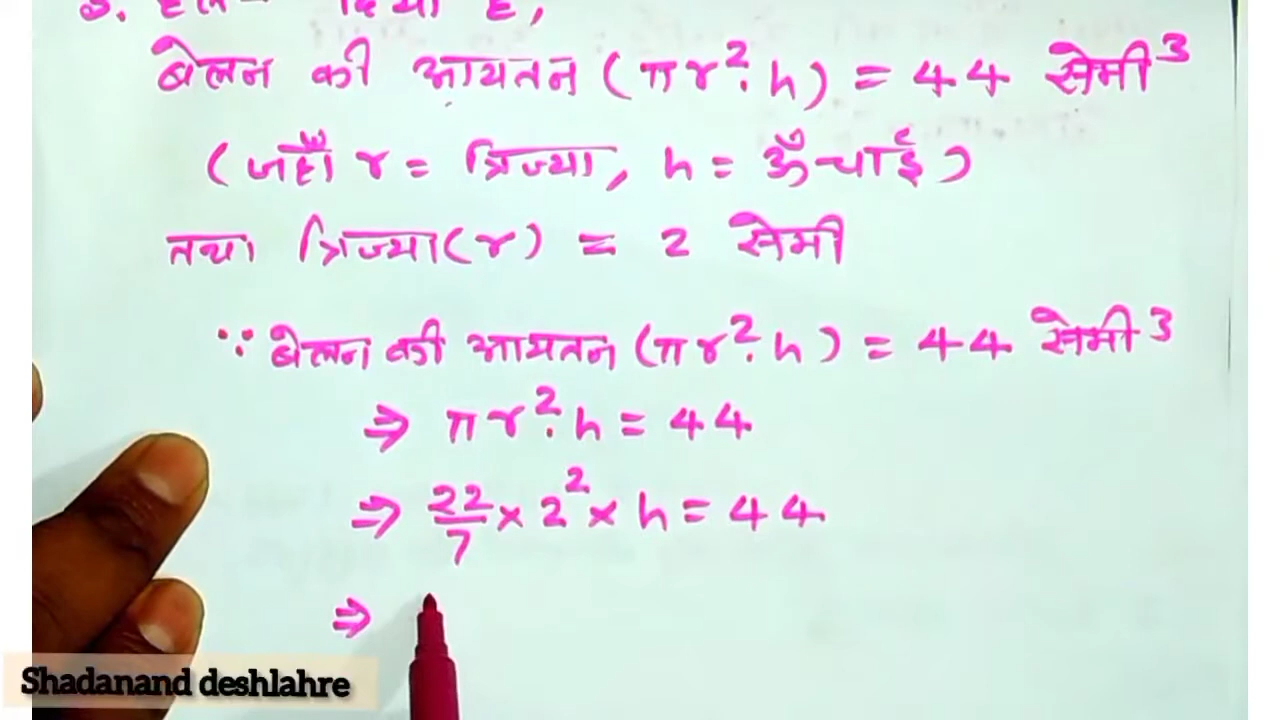 हल- दिया है,
बेलन की आयतन (πr².h) = 44 सेमी³
(जहाँ r = त्रिज्या, h = ऊँचाई)
तथा त्रिज्या(r) = 2 सेमी
∵ बेलन की आयतन (πr².h) = 44 सेमी³
⇒ πr².h = 44
⇒ 22/7 × 2² × h = 44
⇒
Shadanand deshlahre